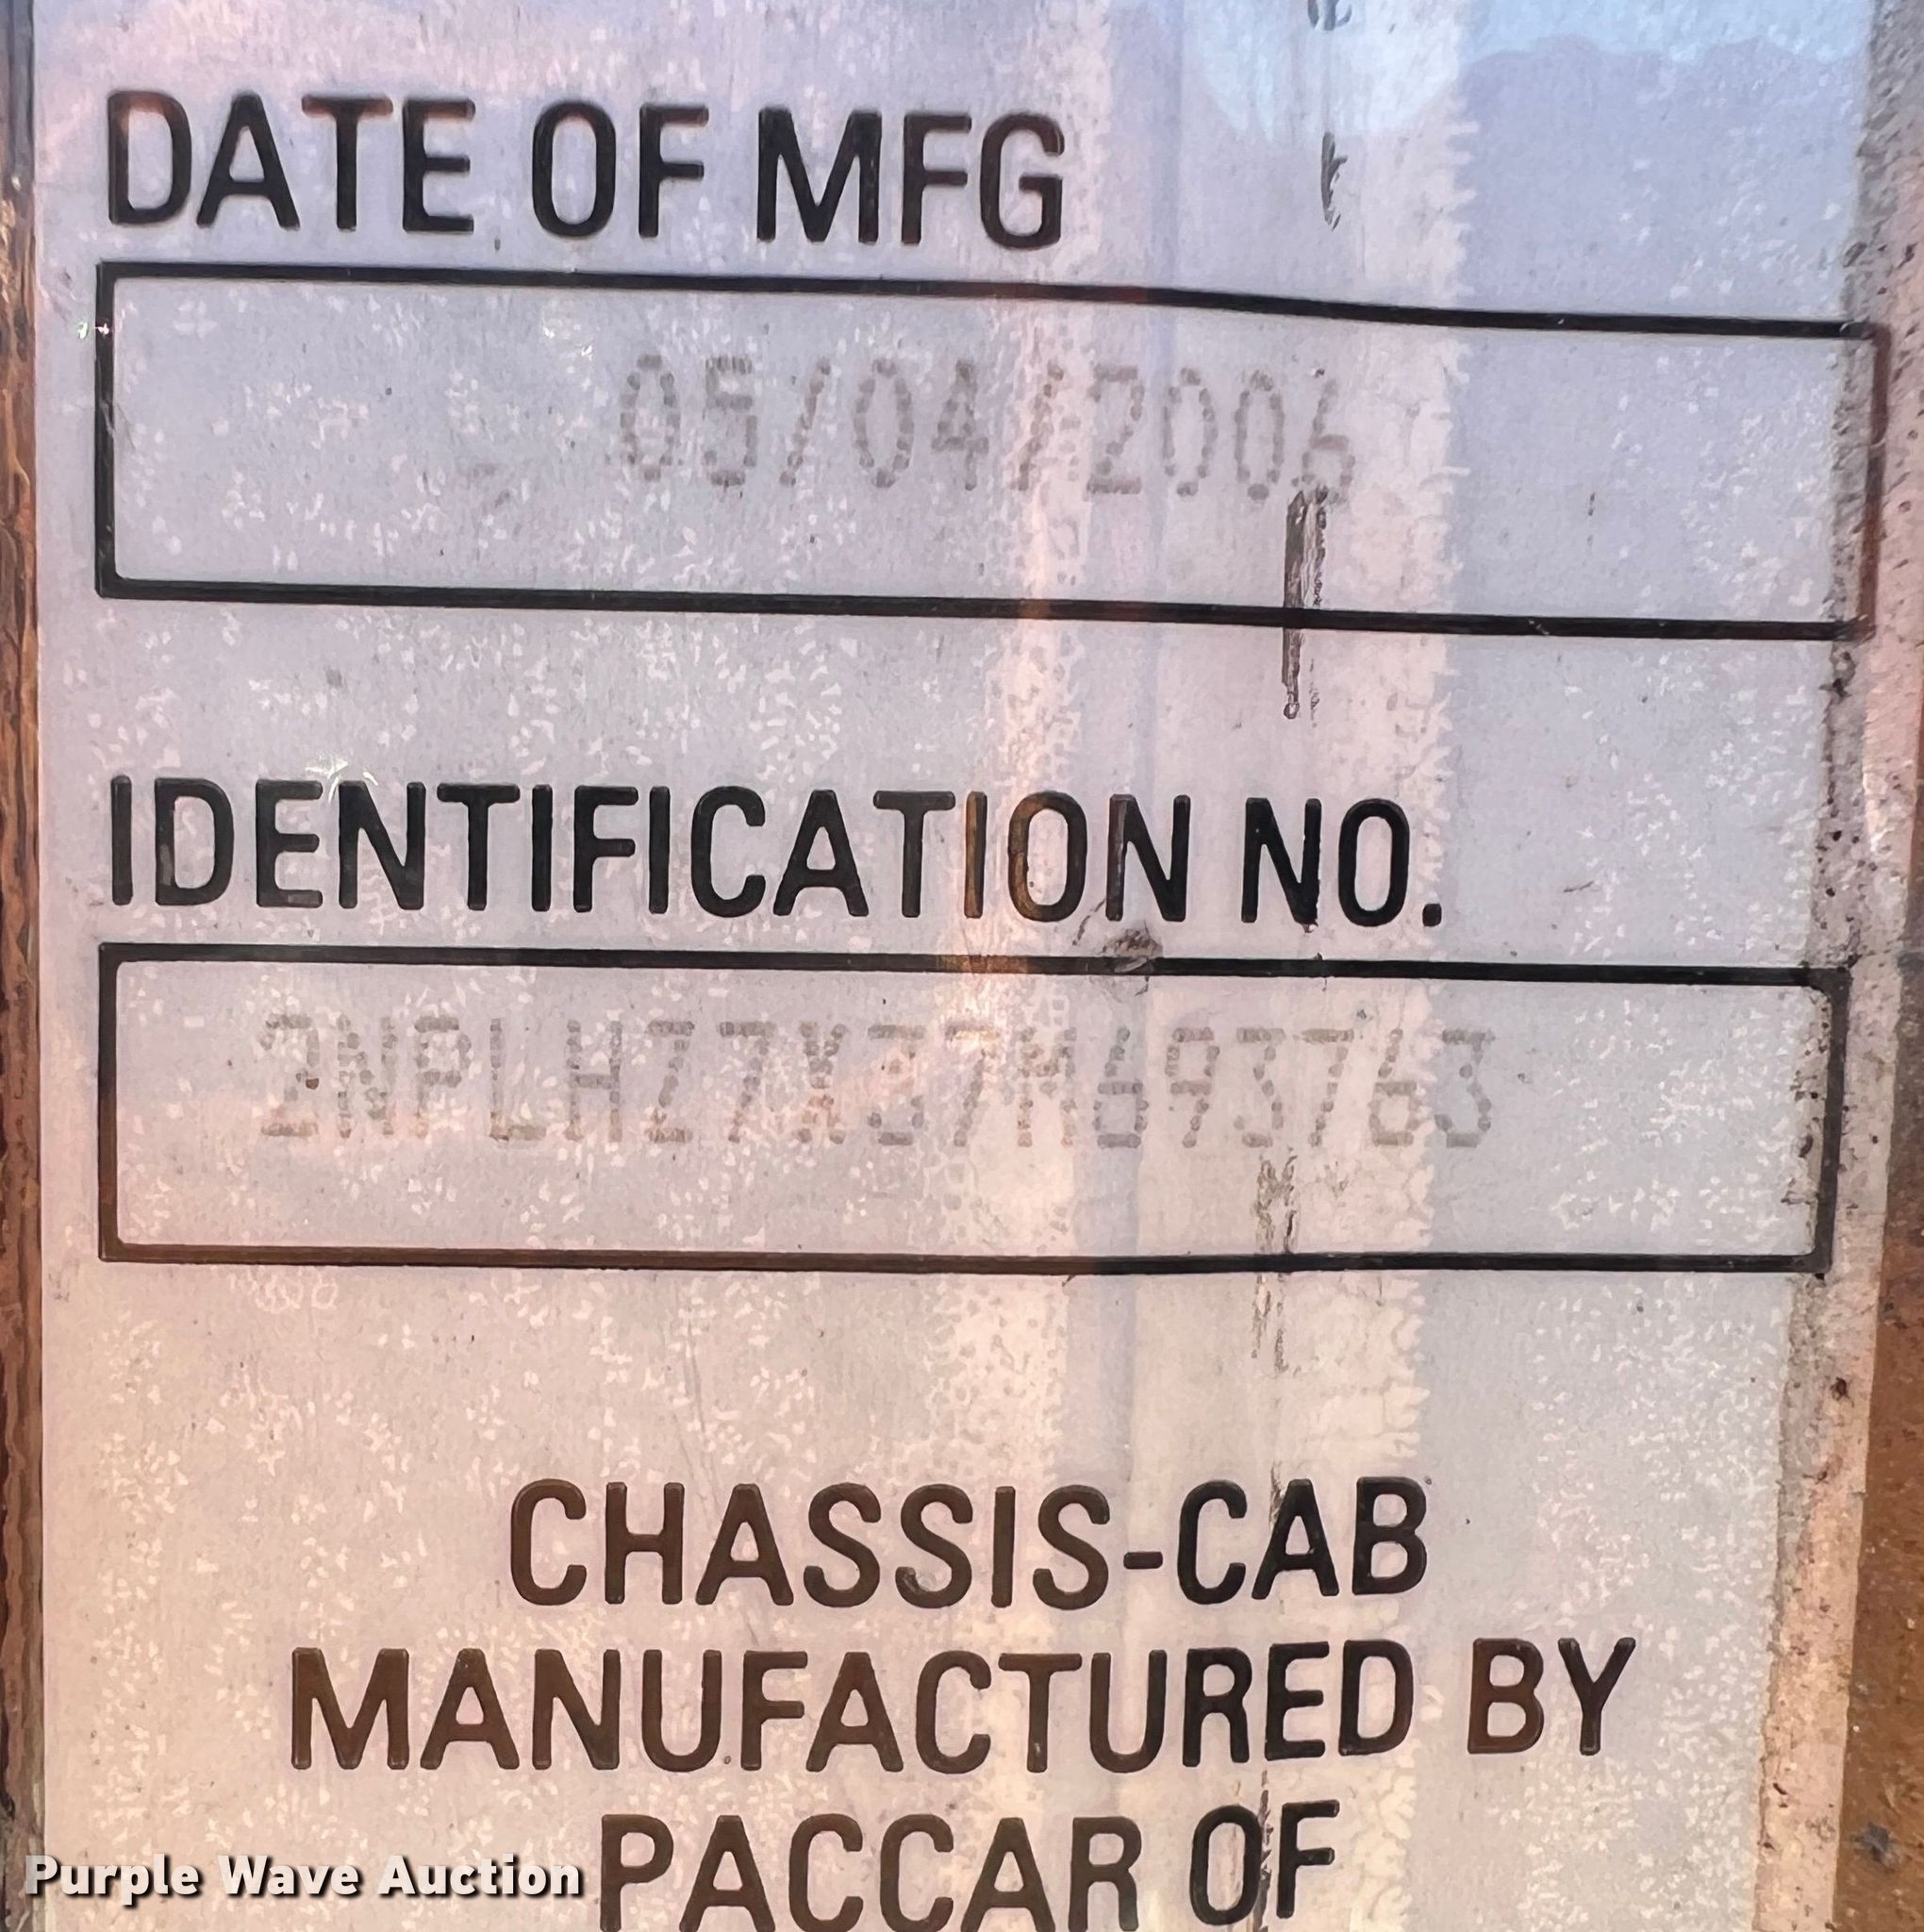 DATE OF MFG
05/04/2006
IDENTIFICATION NO.
2NPLHZ7X37M693763
CHASSIS-CAB
MANUFACTURED BY
PACCAR OF
Purple Wave Auction